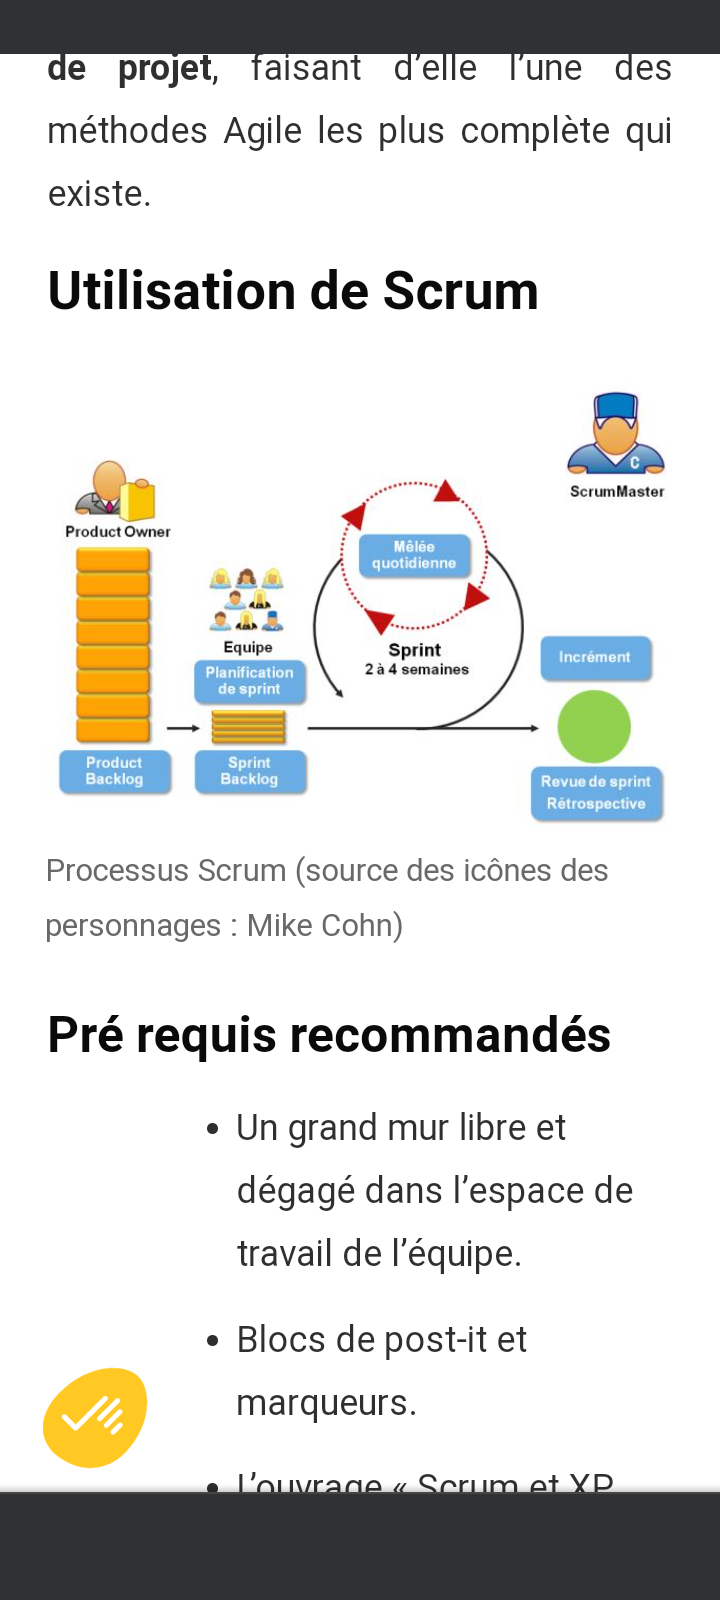 de projet, faisant d’elle l’une des
méthodes Agile les plus complète qui
existe.
Utilisation de Scrum
C
ScrumMaster
Product Owner
Mêlée
quotidienne
Equipe
Sprint
2 à 4 semaines
Planification
de sprint
Incrément
Product
Backlog
Sprint
Backlog
Revue de sprint
Rétrospective
Processus Scrum (source des icônes des
personnages : Mike Cohn)
Pré requis recommandés
• Un grand mur libre et
dégagé dans l’espace de
travail de l’équipe.
• Blocs de post-it et
marqueurs.
• L’ouvrage « Scrum et XP